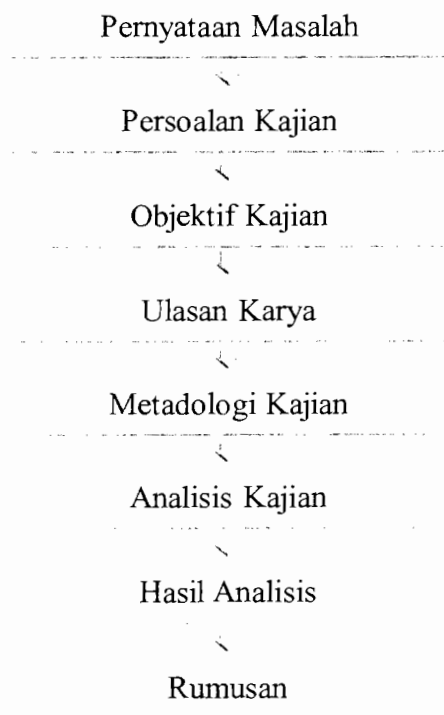 Pernyataan Masalah
Persoalan Kajian
Objektif Kajian
Ulasan Karya
Metadologi Kajian
Analisis Kajian
Hasil Analisis
Rumusan